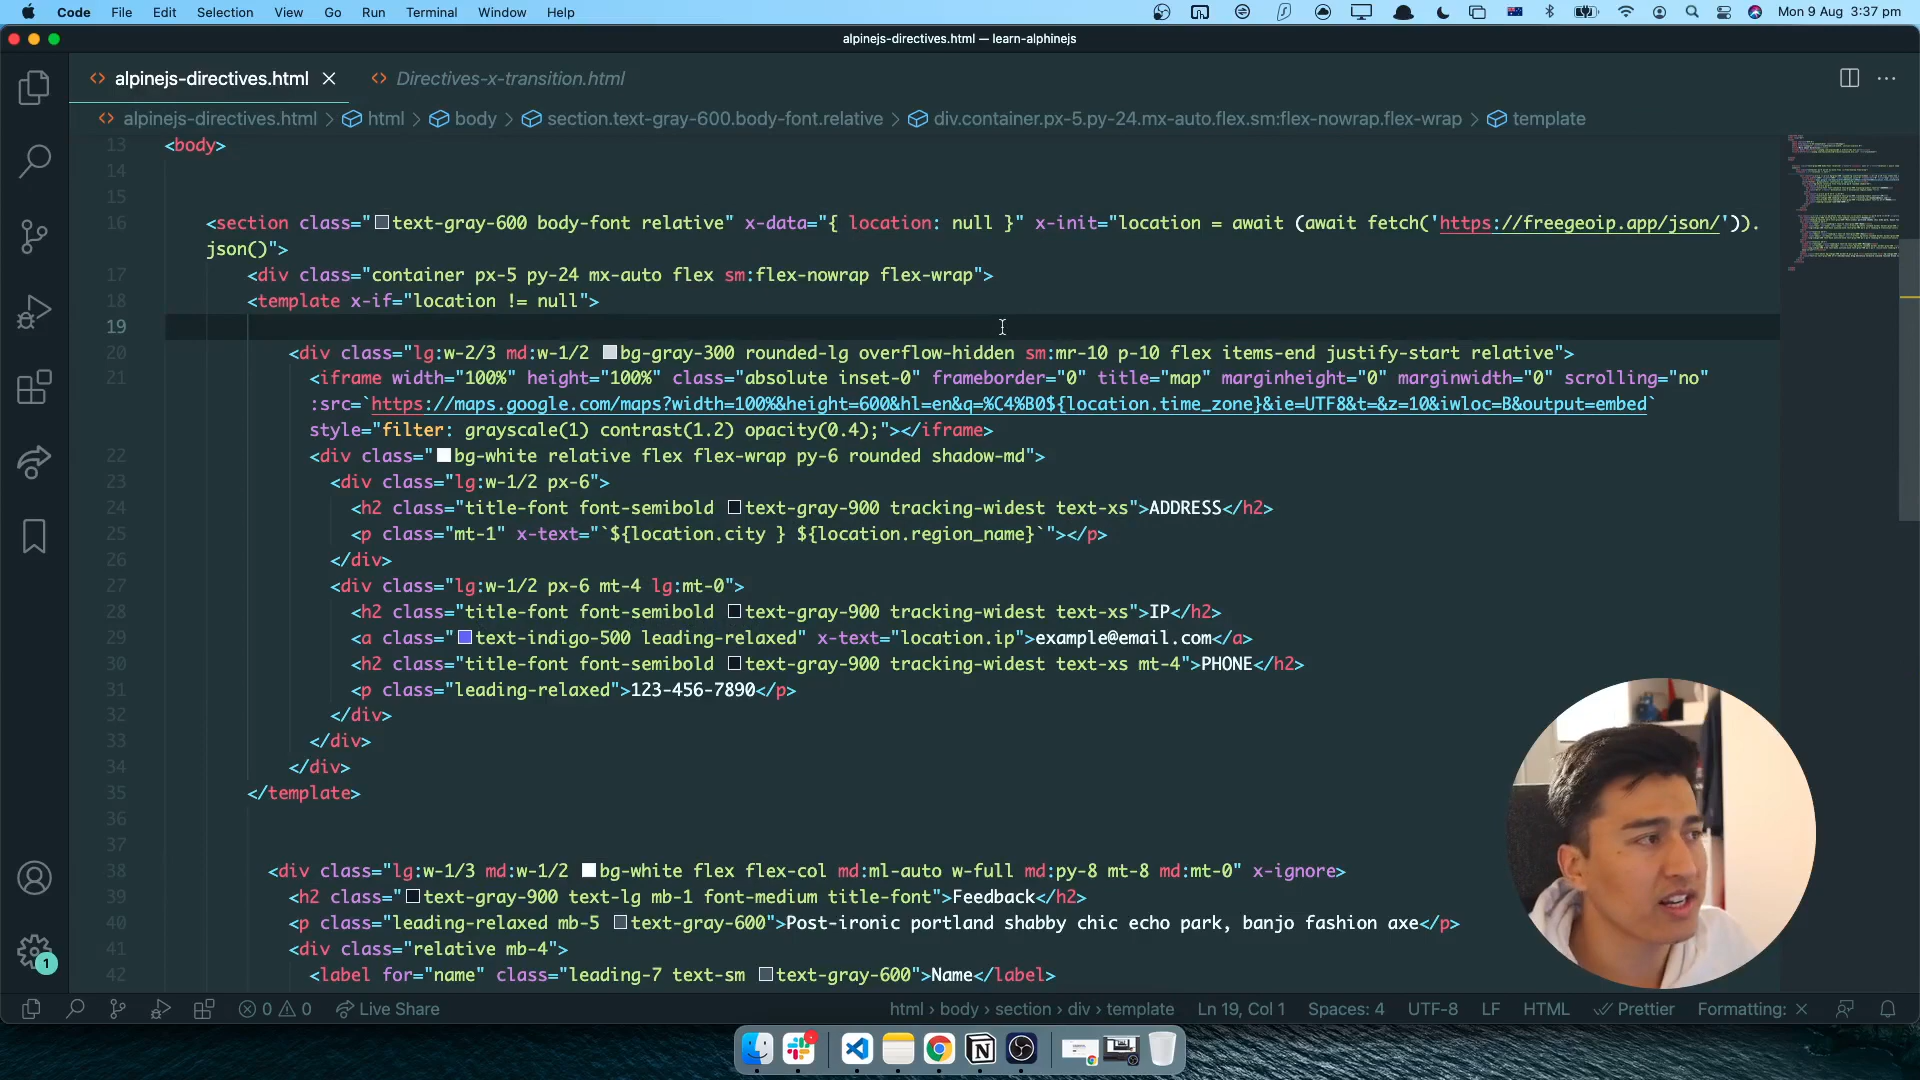 Code File Edit Selection View Go Run Terminal Window Help Mon 9 Aug 3:37 pm
alpinejs-directives.html — learn-alphinejs
alpinejs-directives.html Directives-x-transition.html
alpinejs-directives.html > html > body > section.text-gray-600.body-font.relative > div.container.px-5.py-24.mx-auto.flex.sm:flex-nowrap.flex-wrap > template
13 <body>
14
15
16 <section class="text-gray-600 body-font relative" x-data="{ location: null }" x-init="location = await (await fetch('https://freegeoip.app/json/')).
json()">
17 <div class="container px-5 py-24 mx-auto flex sm:flex-nowrap flex-wrap">
18 <template x-if="location != null">
19
20 <div class="lg:w-2/3 md:w-1/2 bg-gray-300 rounded-lg overflow-hidden sm:mr-10 p-10 flex items-end justify-start relative">
21 <iframe width="100%" height="100%" class="absolute inset-0" frameborder="0" title="map" marginheight="0" marginwidth="0" scrolling="no"
:src=`https://maps.google.com/maps?width=100%&height=600&hl=en&q=%C4%B0${location.time_zone}&ie=UTF8&t=&z=10&iwloc=B&output=embed`
style="filter: grayscale(1) contrast(1.2) opacity(0.4);"></iframe>
22 <div class="bg-white relative flex flex-wrap py-6 rounded shadow-md">
23 <div class="lg:w-1/2 px-6">
24 <h2 class="title-font font-semibold text-gray-900 tracking-widest text-xs">ADDRESS</h2>
25 <p class="mt-1" x-text="`${location.city } ${location.region_name}`"></p>
26 </div>
27 <div class="lg:w-1/2 px-6 mt-4 lg:mt-0">
28 <h2 class="title-font font-semibold text-gray-900 tracking-widest text-xs">IP</h2>
29 <a class="text-indigo-500 leading-relaxed" x-text="location.ip">example@email.com</a>
30 <h2 class="title-font font-semibold text-gray-900 tracking-widest text-xs mt-4">PHONE</h2>
31 <p class="leading-relaxed">123-456-7890</p>
32 </div>
33 </div>
34 </div>
35 </template>
36
37
38 <div class="lg:w-1/3 md:w-1/2 bg-white flex flex-col md:ml-auto w-full md:py-8 mt-8 md:mt-0" x-ignore>
39 <h2 class="text-gray-900 text-lg mb-1 font-medium title-font">Feedback</h2>
40 <p class="leading-relaxed mb-5 text-gray-600">Post-ironic portland shabby chic echo park, banjo fashion axe</p>
41 <div class="relative mb-4">
42 <label for="name" class="leading-7 text-sm text-gray-600">Name</label>
1
0 0 Live Share html › body › section › div › template Ln 19, Col 1 Spaces: 4 UTF-8 LF HTML Prettier Formatting: ×